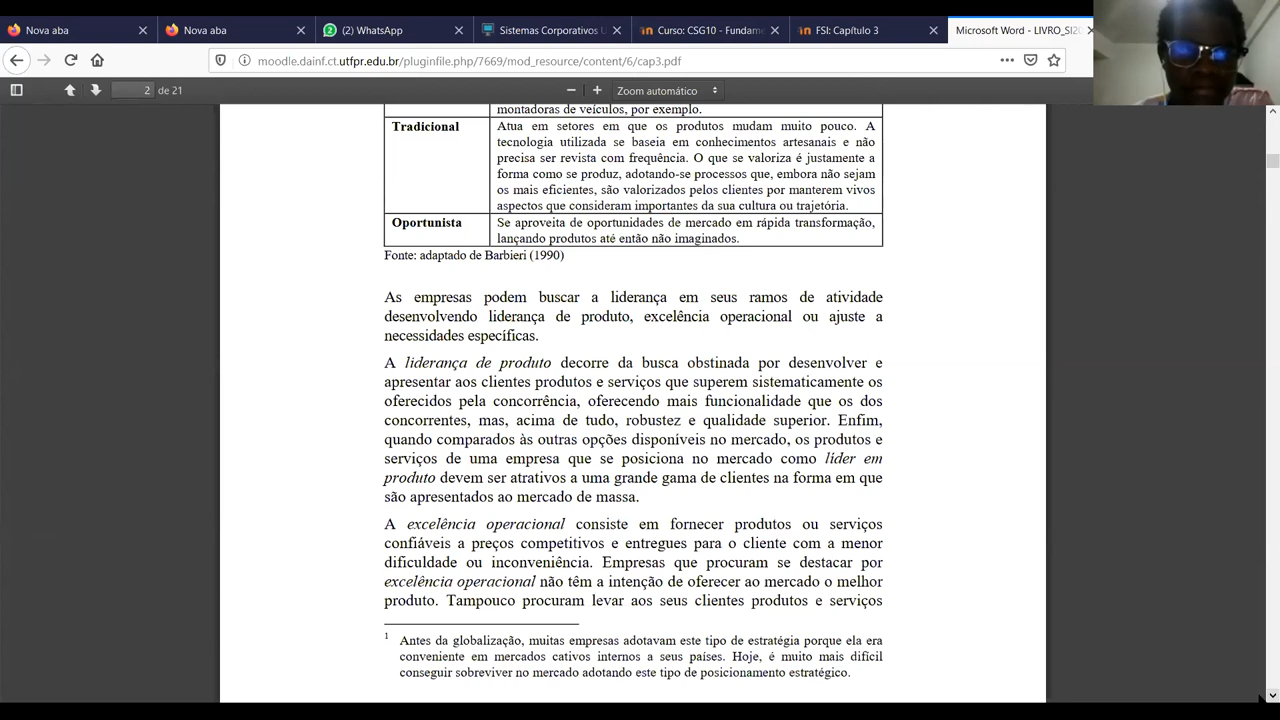 Nova aba
Nova aba
(2) WhatsApp
Sistemas Corporativos
Curso: CSG10 - Fundame
FSI: Capítulo 3
Microsoft Word - LIVRO_SI20
moodle.dainf.ct.utfpr.edu.br/pluginfile.php/7669/mod_resource/content/6/cap3.pdf
2 de 21
Zoom automático
montadoras de veículos, por exemplo.
Tradicional
Atua em setores em que os produtos mudam muito pouco. A
tecnologia utilizada se baseia em conhecimentos artesanais e não
precisa ser revista com frequência. O que se valoriza é justamente a
forma como se produz, adotando-se processos que, embora não sejam
os mais eficientes, são valorizados pelos clientes por manterem vivos
aspectos que consideram importantes da sua cultura ou trajetória.
Oportunista
Se aproveita de oportunidades de mercado em rápida transformação,
lançando produtos até então não imaginados.
Fonte: adaptado de Barbieri (1990)
As empresas podem buscar a liderança em seus ramos de atividade
desenvolvendo liderança de produto, excelência operacional ou ajuste a
necessidades específicas.
A liderança de produto decorre da busca obstinada por desenvolver e
apresentar aos clientes produtos e serviços que superem sistematicamente os
oferecidos pela concorrência, oferecendo mais funcionalidade que os dos
concorrentes, mas, acima de tudo, robustez e qualidade superior. Enfim,
quando comparados às outras opções disponíveis no mercado, os produtos e
serviços de uma empresa que se posiciona no mercado como líder em
produto devem ser atrativos a uma grande gama de clientes na forma em que
são apresentados ao mercado de massa.
A excelência operacional consiste em fornecer produtos ou serviços
confiáveis a preços competitivos e entregues para o cliente com a menor
dificuldade ou inconveniência. Empresas que procuram se destacar por
excelência operacional não têm a intenção de oferecer ao mercado o melhor
produto. Tampouco procuram levar aos seus clientes produtos e serviços
1 Antes da globalização, muitas empresas adotavam este tipo de estratégia porque ela era
conveniente em mercados cativos internos a seus países. Hoje, é muito mais difícil
conseguir sobreviver no mercado adotando este tipo de posicionamento estratégico.